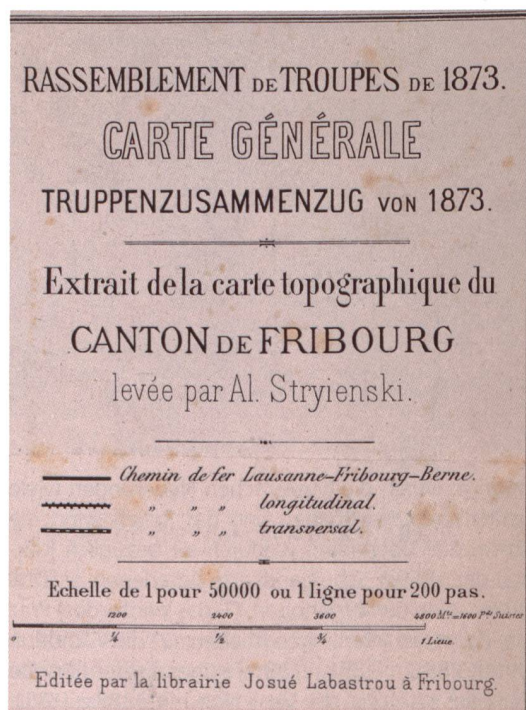 RASSEMBLEMENT DE TROUPES DE 1873.
CARTE GÉNÉRALE
TRUPPENZUSAMMENZUG VON 1873.
Extrait de la carte topographique du
CANTON DE FRIBOURG
levée par Al. Stryienski.
Chemin de fer Lausanne-Fribourg-Berne.
„ „ „ longitudinal.
„ „ „ transversal.
Echelle de 1 pour 50000 ou 1 ligne pour 200 pas.
1200 2400 3600 4800
0 ¼ ½ ¾ 1 Lieue.
Editée par la librairie Josué Labastrou à Fribourg.